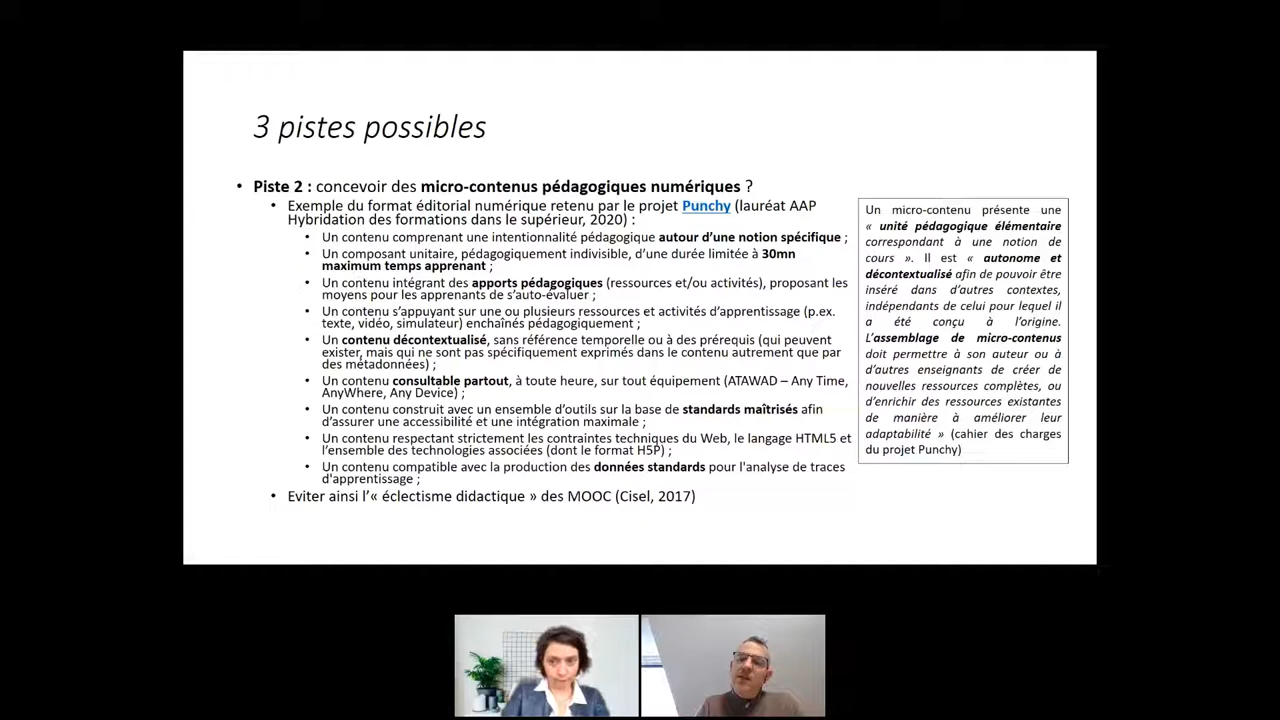 3 pistes possibles
• Piste 2 : concevoir des micro-contenus pédagogiques numériques ?
• Exemple du format éditorial numérique retenu par le projet Punchy (lauréat AAP
Hybridation des formations dans le supérieur, 2020) :
• Un contenu comprenant une intentionnalité pédagogique autour d'une notion spécifique ;
• Un composant unitaire, pédagogiquement indivisible, d'une durée limitée à 30mn
maximum temps apprenant ;
• Un contenu intégrant des apports pédagogiques (ressources et/ou activités), proposant les
moyens pour les apprenants de s'auto-évaluer ;
• Un contenu s'appuyant sur une ou plusieurs ressources et activités d'apprentissage (p.ex.
texte, vidéo, simulateur) enchaînés pédagogiquement ;
• Un contenu décontextualisé, sans référence temporelle ou à des prérequis (qui peuvent
exister, mais qui ne sont pas spécifiquement exprimés dans le contenu autrement que par
des métadonnées) ;
• Un contenu consultable partout, à toute heure, sur tout équipement (ATAWAD – Any Time,
AnyWhere, Any Device) ;
• Un contenu construit avec un ensemble d'outils sur la base de standards maîtrisés afin
d'assurer une accessibilité et une intégration maximale ;
• Un contenu respectant strictement les contraintes techniques du Web, le langage HTML5 et
l'ensemble des technologies associées (dont le format H5P) ;
• Un contenu compatible avec la production des données standards pour l'analyse de traces
d'apprentissage ;
• Eviter ainsi l'« éclectisme didactique » des MOOC (Cisel, 2017)
Un micro-contenu présente une
« unité pédagogique élémentaire
correspondant à une notion de
cours ». Il est « autonome et
décontextualisé afin de pouvoir être
inséré dans d'autres contextes,
indépendants de celui pour lequel il
a été conçu à l'origine.
L'assemblage de micro-contenus
doit permettre à son auteur ou à
d'autres enseignants de créer de
nouvelles ressources complètes, ou
d'enrichir des ressources existantes
de manière à améliorer leur
adaptabilité » (cahier des charges
du projet Punchy)